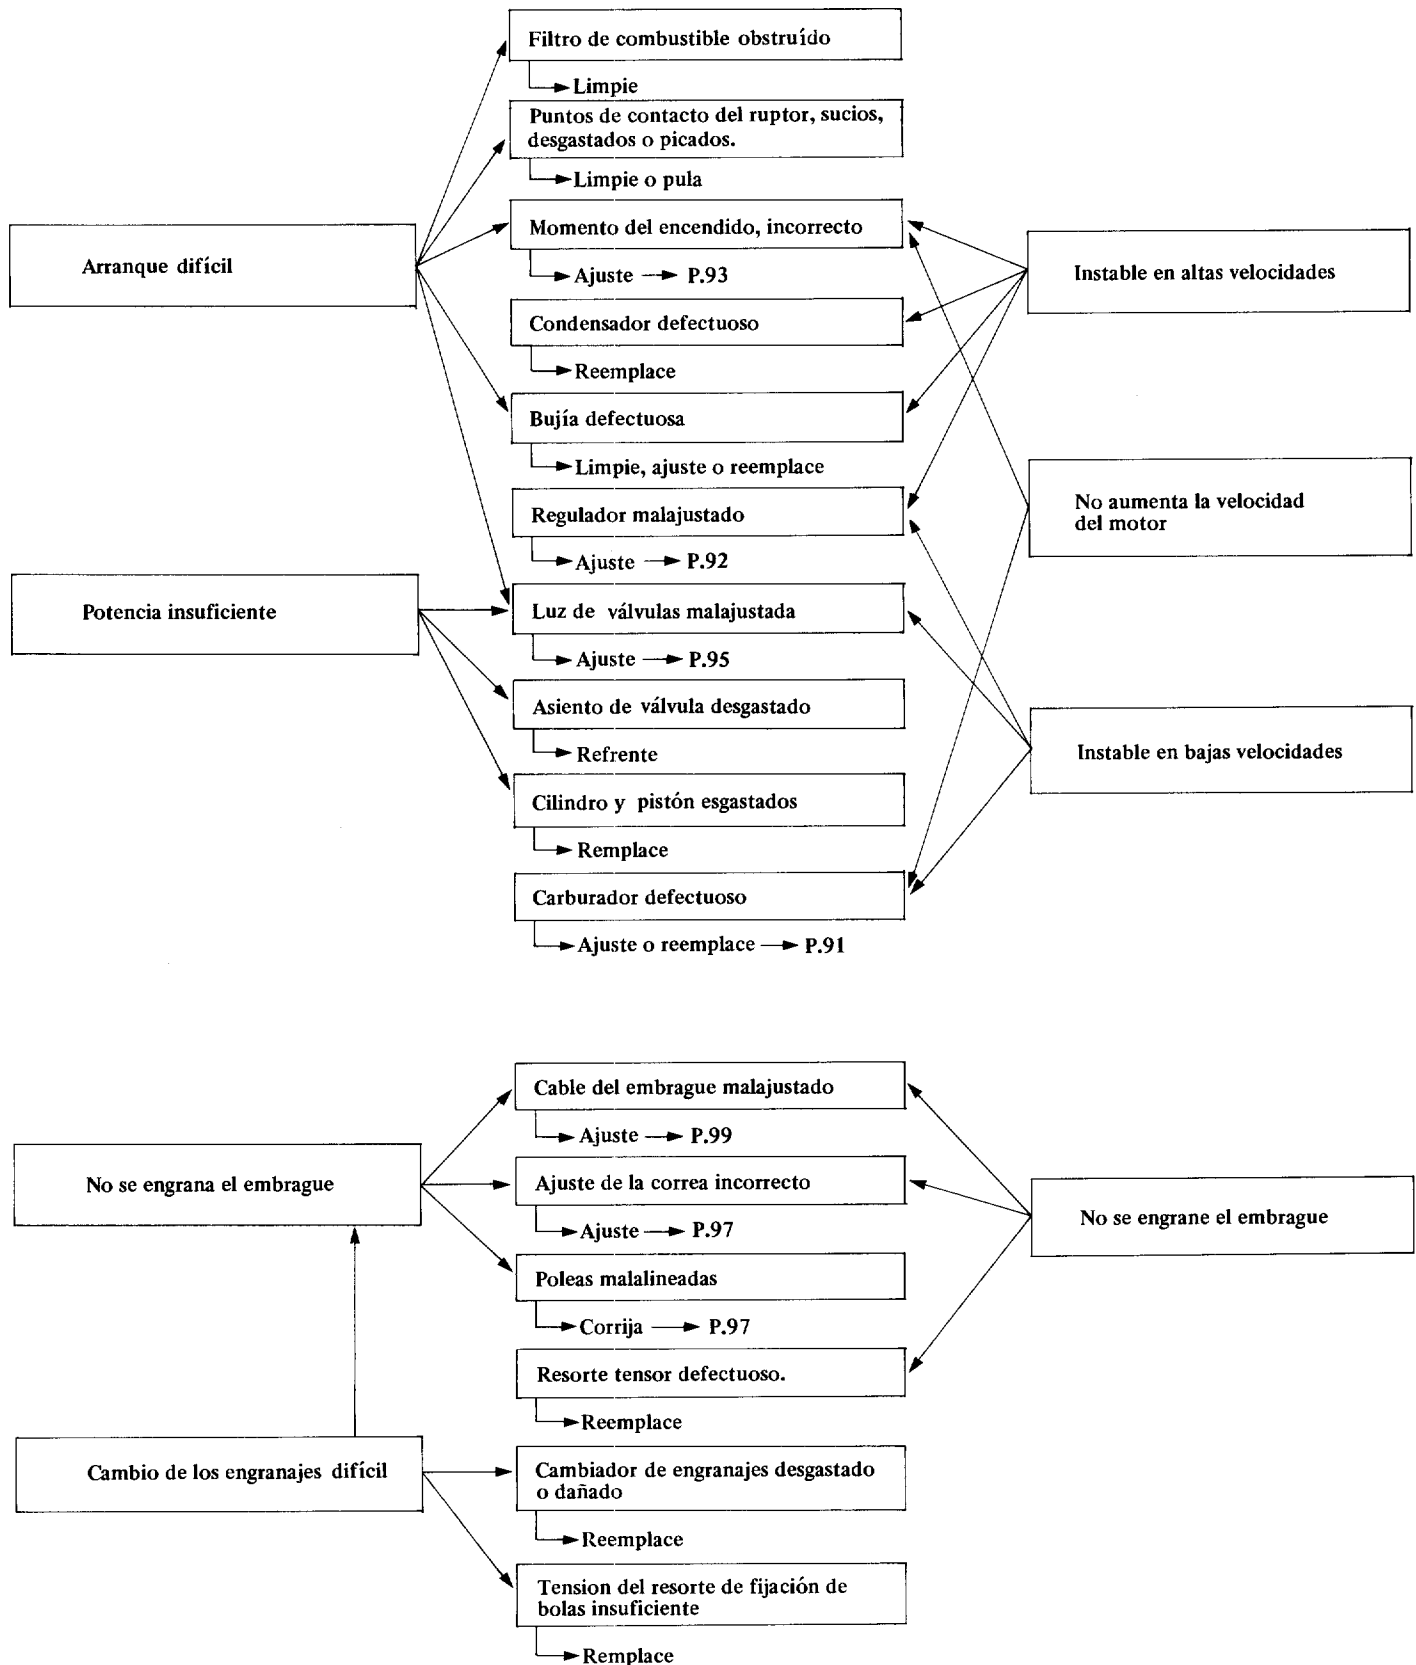 Filtro de combustible obstruído
Limpie
Puntos de contacto del ruptor, sucios,
desgastados o picados.
Limpie o pula
Arranque difícil
Momento del encendido, incorrecto
Ajuste → P.93
Instable en altas velocidades
Condensador defectuoso
Reemplace
Bujía defectuosa
Limpie, ajuste o reemplace
No aumenta la velocidad
del motor
Regulador malajustado
Ajuste → P.92
Potencia insuficiente
Luz de válvulas malajustada
Ajuste → P.95
Asiento de válvula desgastado
Refrente
Instable en bajas velocidades
Cilindro y pistón esgastados
Remplace
Carburador defectuoso
Ajuste o reemplace → P.91
Cable del embrague malajustado
Ajuste → P.99
No se engrana el embrague
Ajuste de la correa incorrecto
Ajuste → P.97
No se engrane el embrague
Poleas malalineadas
Corrija → P.97
Resorte tensor defectuoso.
Reemplace
Cambio de los engranajes difícil
Cambiador de engranajes desgastado
o dañado
Reemplace
Tension del resorte de fijación de
bolas insuficiente
Remplace